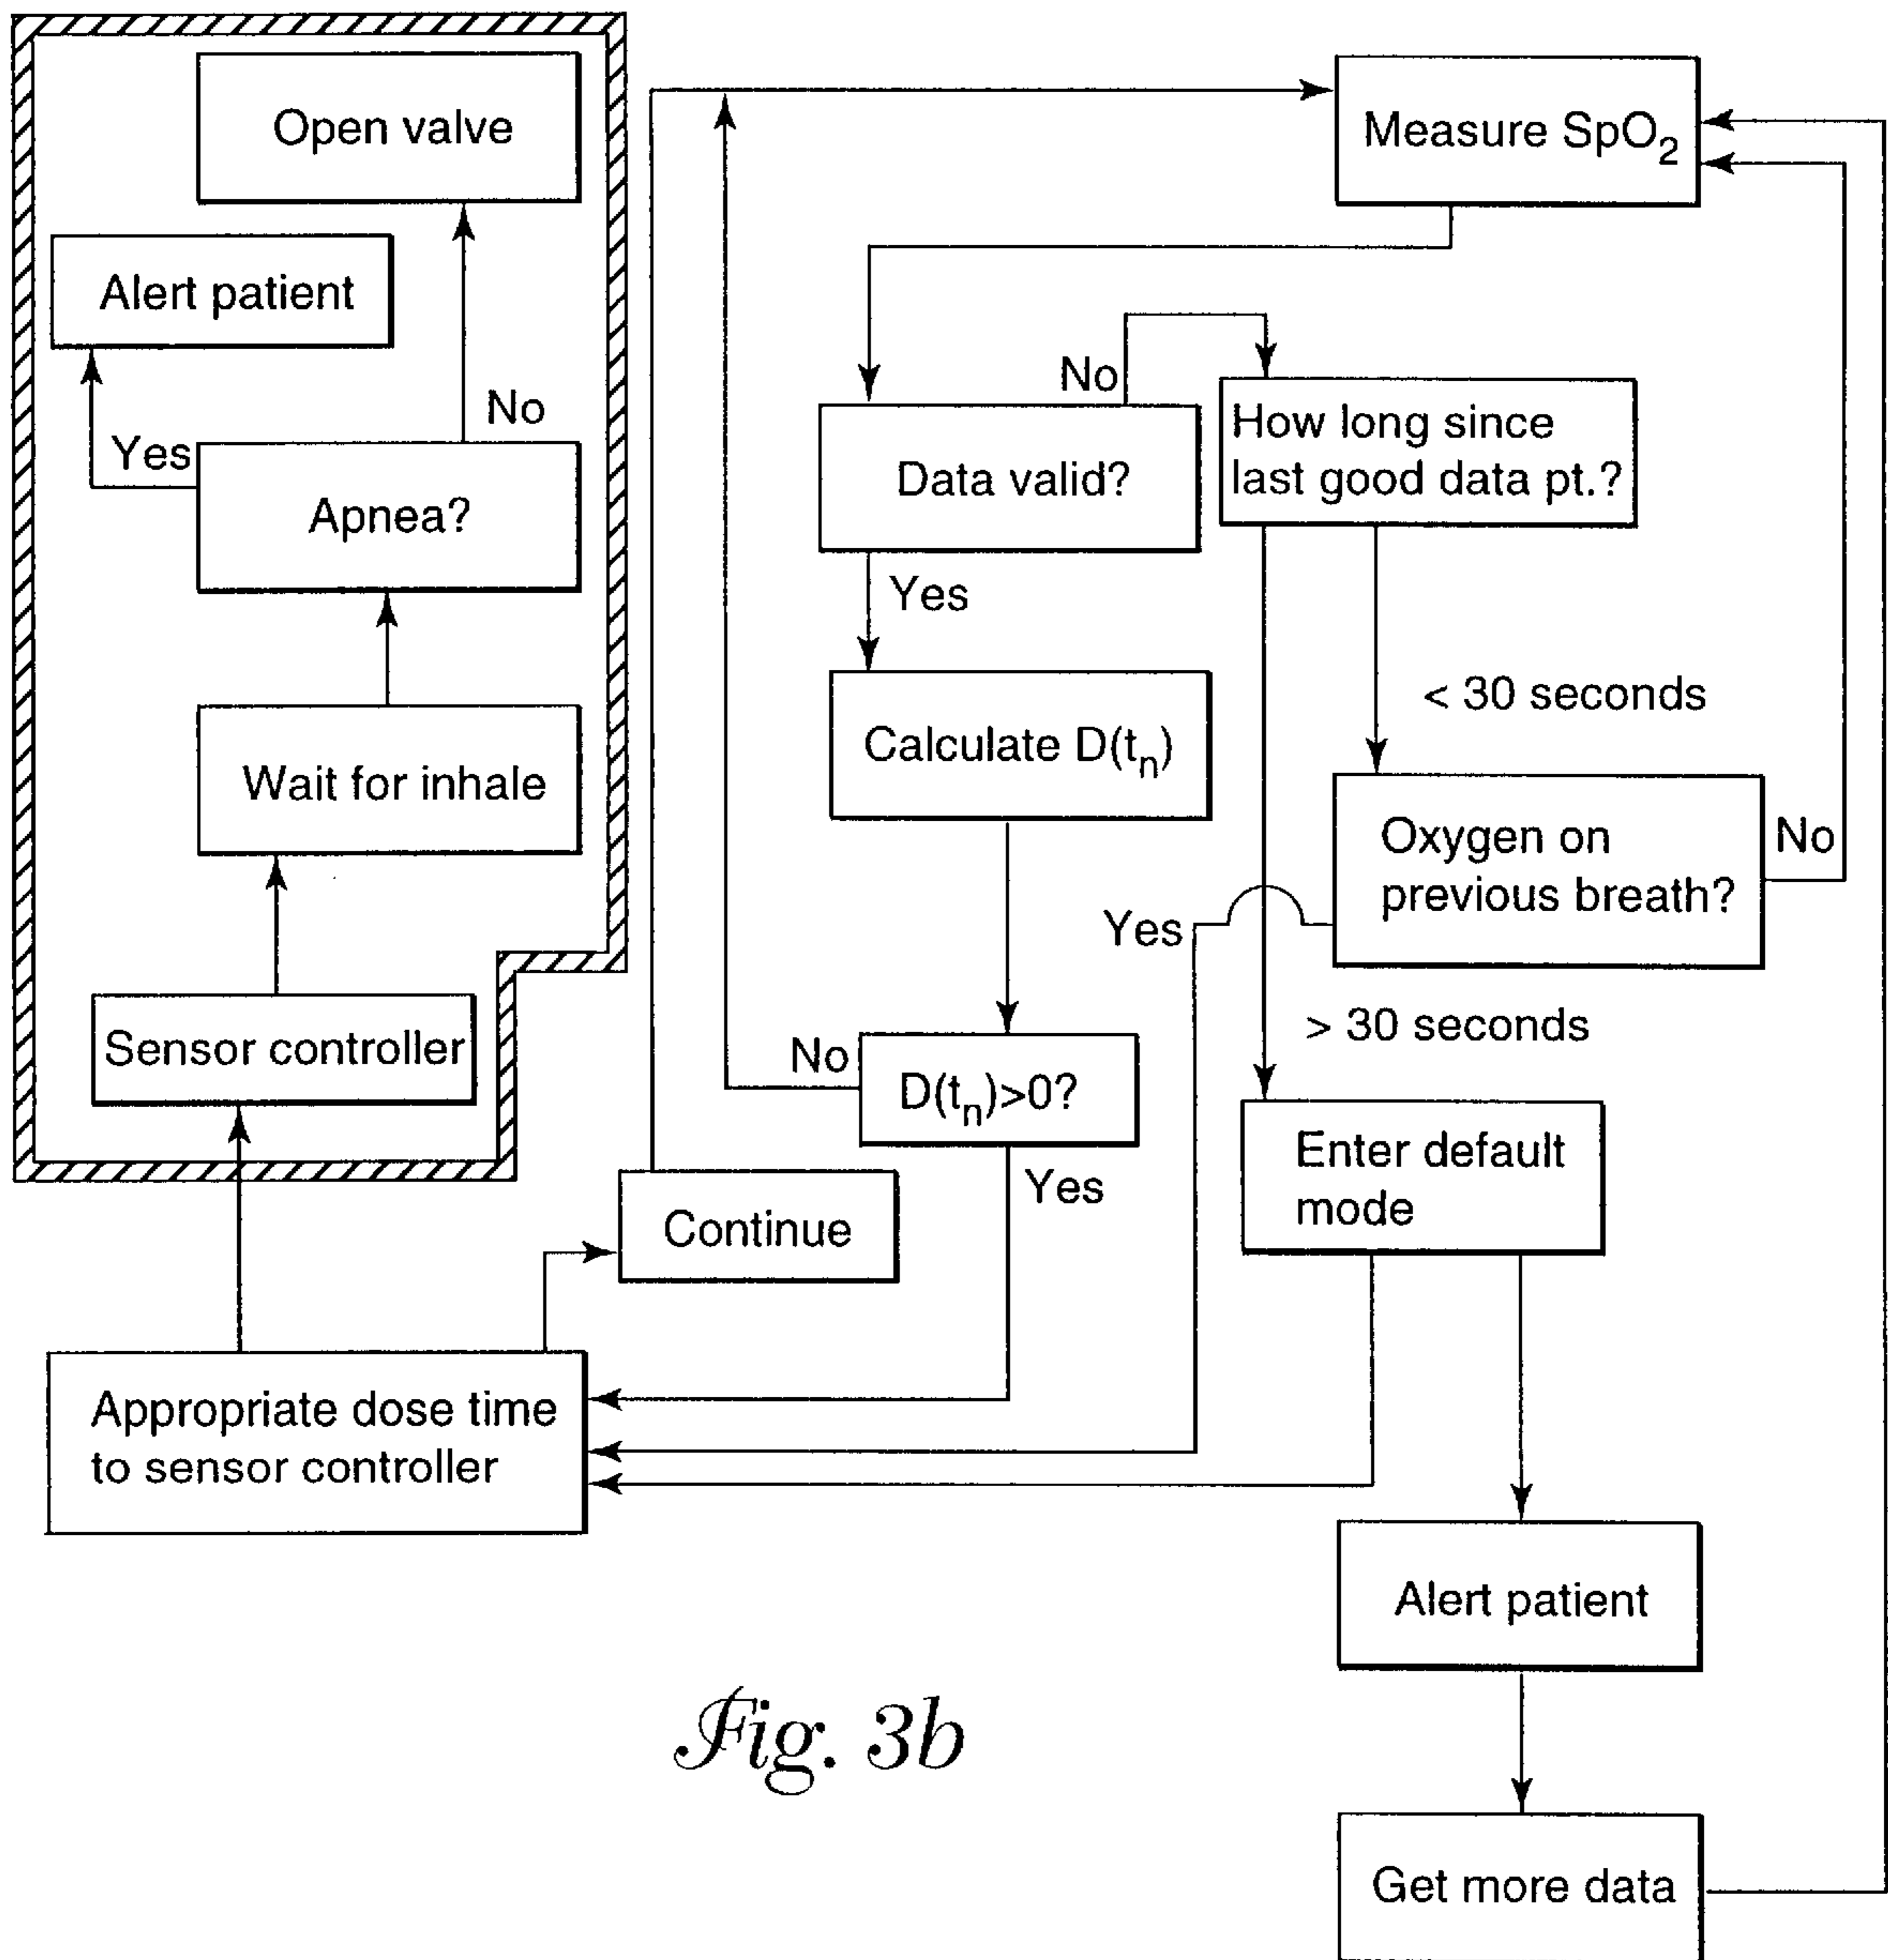 Open valve
Alert patient
No
Yes
Apnea?
Wait for inhale
Sensor controller
Measure SpO₂
No
How long since
last good data pt.?
Data valid?
Yes
< 30 seconds
Calculate D(tₙ)
Oxygen on
previous breath?
No
Yes
> 30 seconds
No
D(tₙ)>0?
Yes
Enter default
mode
Continue
Appropriate dose time
to sensor controller
Alert patient
Get more data
Fig. 3b